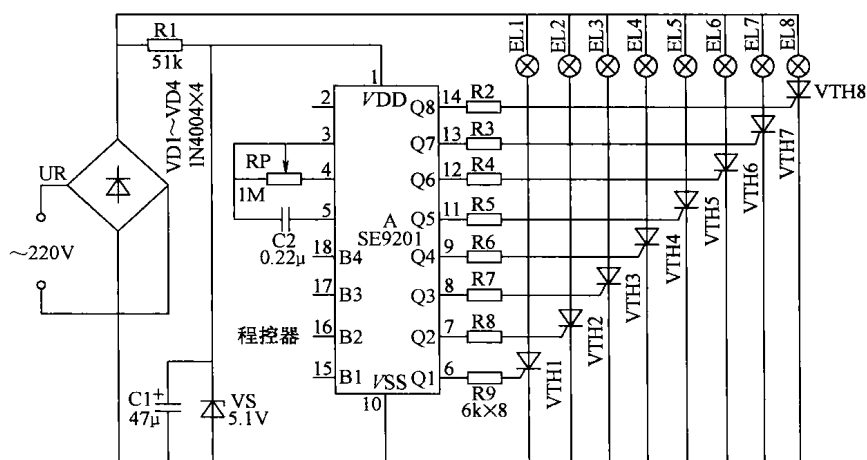 R1
51k
VD1～VD4
1N4004×4
UR
～220V
C1
+
47μ
VS
5.1V
RP
1M
C2
0.22μ
程控器
1
VDD
2
3
4
5
18 B4
17 B3
16 B2
15 B1
A
SE9201
VSS
10
Q8 14 R2
Q7 13 R3
Q6 12 R4
Q5 11 R5
Q4 9 R6
Q3 8 R7
Q2 7 R8
Q1 6 R9
6k×8
EL1
EL2
EL3
EL4
EL5
EL6
EL7
EL8
VTH8
VTH7
VTH6
VTH5
VTH4
VTH3
VTH2
VTH1